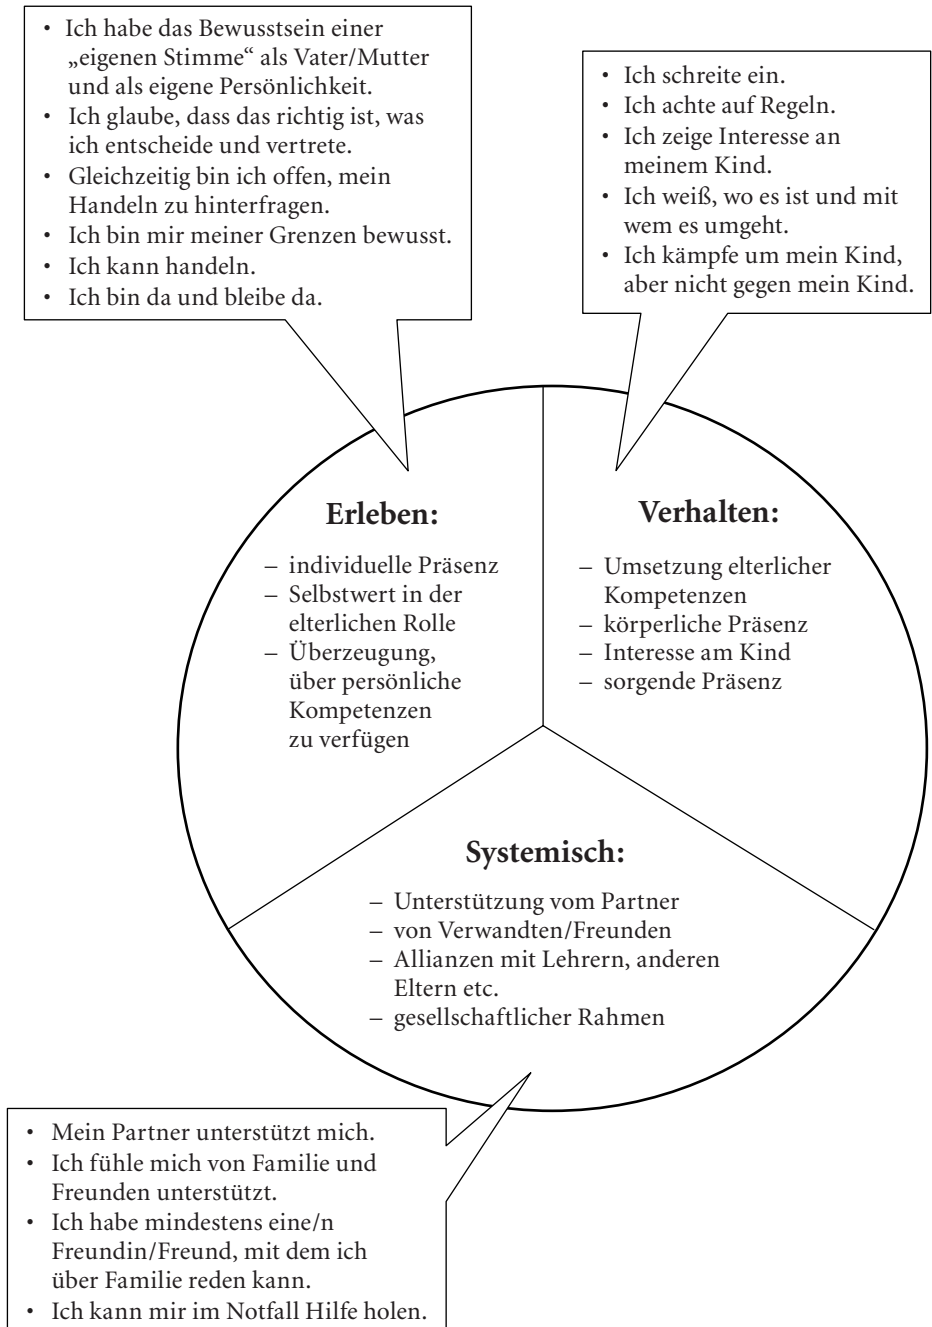 • Ich habe das Bewusstsein einer
„eigenen Stimme“ als Vater/Mutter
und als eigene Persönlichkeit.
• Ich glaube, dass das richtig ist, was
ich entscheide und vertrete.
• Gleichzeitig bin ich offen, mein
Handeln zu hinterfragen.
• Ich bin mir meiner Grenzen bewusst.
• Ich kann handeln.
• Ich bin da und bleibe da.
• Ich schreite ein.
• Ich achte auf Regeln.
• Ich zeige Interesse an
meinem Kind.
• Ich weiß, wo es ist und mit
wem es umgeht.
• Ich kämpfe um mein Kind,
aber nicht gegen mein Kind.
Erleben:
– individuelle Präsenz
– Selbstwert in der
elterlichen Rolle
– Überzeugung,
über persönliche
Kompetenzen
zu verfügen
Verhalten:
– Umsetzung elterlicher
Kompetenzen
– körperliche Präsenz
– Interesse am Kind
– sorgende Präsenz
Systemisch:
– Unterstützung vom Partner
– von Verwandten/Freunden
– Allianzen mit Lehrern, anderen
Eltern etc.
– gesellschaftlicher Rahmen
• Mein Partner unterstützt mich.
• Ich fühle mich von Familie und
Freunden unterstützt.
• Ich habe mindestens eine/n
Freundin/Freund, mit dem ich
über Familie reden kann.
• Ich kann mir im Notfall Hilfe holen.